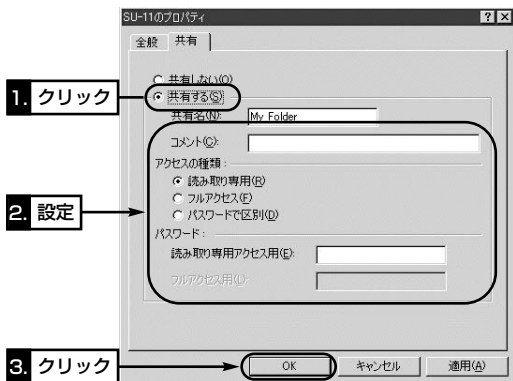 SU-11のプロパティ
全般 共有
共有しない(O)
1. クリック
共有する(S)
共有名(N): My Folder
コメント(C):
アクセスの種類:
読み取り専用(R)
フルアクセス(F)
2. 設定
パスワードで区別(D)
パスワード:
読み取り専用アクセス用(E):
フルアクセス用(L):
3. クリック
OK キャンセル 適用(A)